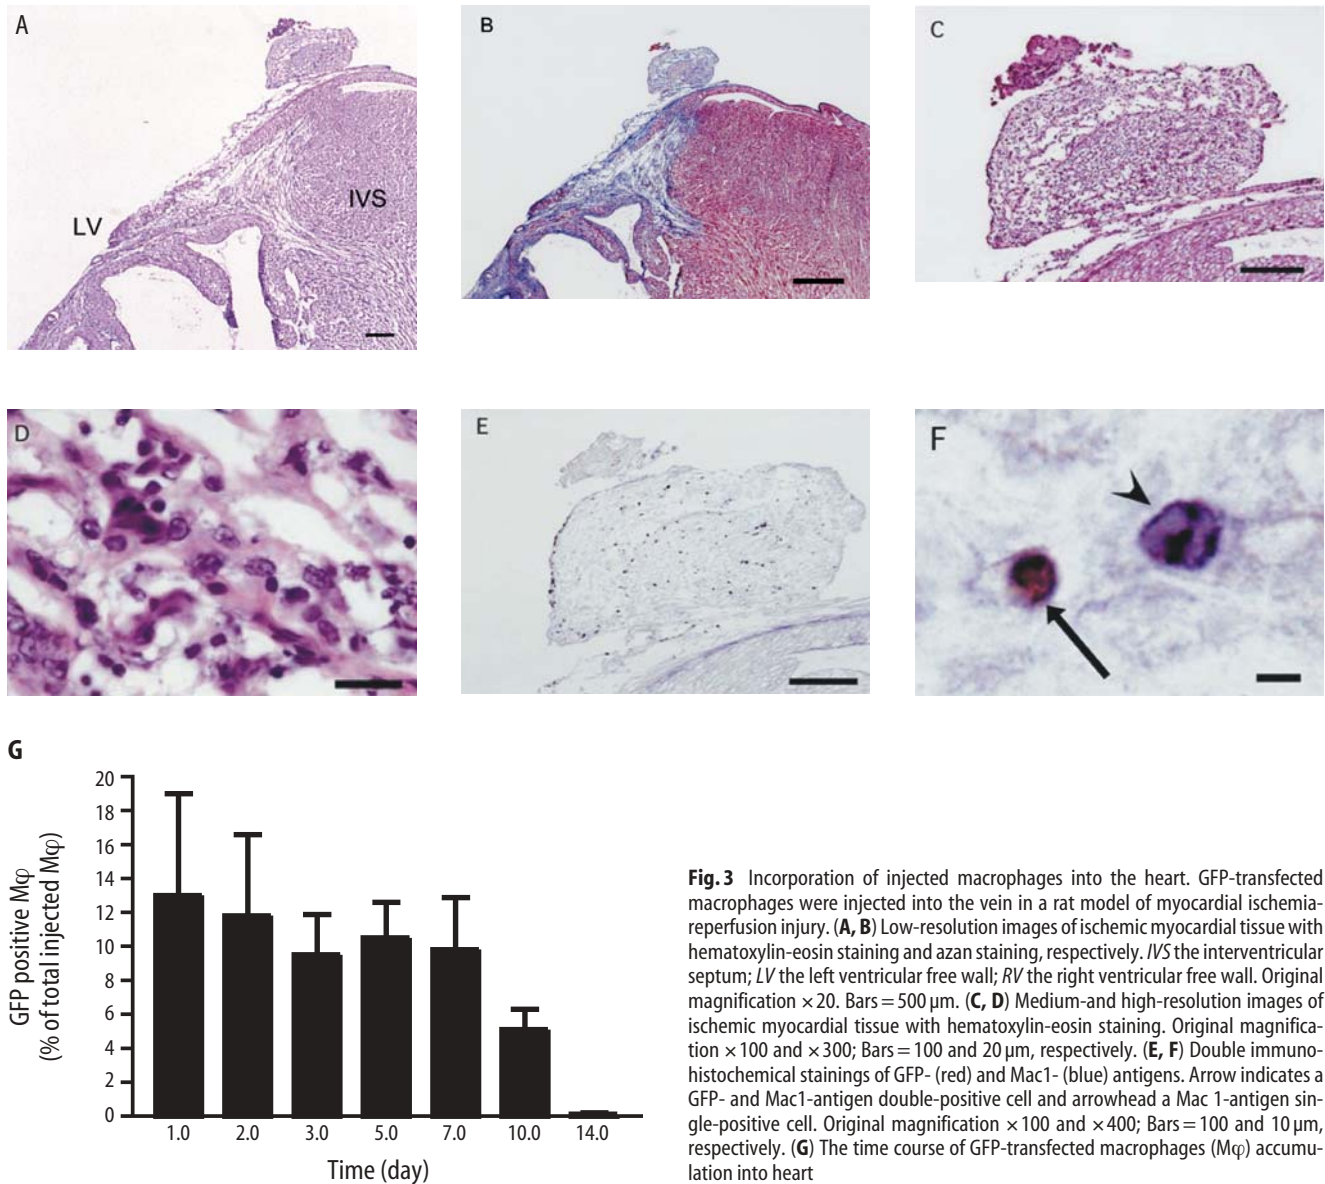 A
B
C
LV
IVS
D
E
F
G
GFP positive Mφ
(% of total injected Mφ)
20
18
16
14
12
10
8
6
4
2
0
1.0 2.0 3.0 5.0 7.0 10.0 14.0
Time (day)
Fig. 3 Incorporation of injected macrophages into the heart. GFP-transfected
macrophages were injected into the vein in a rat model of myocardial ischemia-
reperfusion injury. (A, B) Low-resolution images of ischemic myocardial tissue with
hematoxylin-eosin staining and azan staining, respectively. IVS the interventricular
septum; LV the left ventricular free wall; RV the right ventricular free wall. Original
magnification ×20. Bars = 500 µm. (C, D) Medium-and high-resolution images of
ischemic myocardial tissue with hematoxylin-eosin staining. Original magnifica-
tion ×100 and ×300; Bars = 100 and 20 µm, respectively. (E, F) Double immuno-
histochemical stainings of GFP- (red) and Mac1- (blue) antigens. Arrow indicates a
GFP- and Mac1-antigen double-positive cell and arrowhead a Mac 1-antigen sin-
gle-positive cell. Original magnification ×100 and ×400; Bars = 100 and 10 µm,
respectively. (G) The time course of GFP-transfected macrophages (Mφ) accumu-
lation into heart